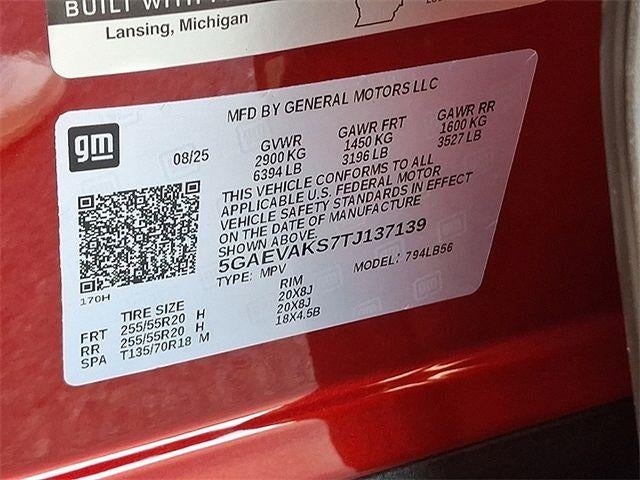 BUILT WITH
Lansing, Michigan
MFD BY GENERAL MOTORS LLC
gm
08/25
GVWR GAWR FRT GAWR RR
2900 KG 1450 KG 1600 KG
6394 LB 3196 LB 3527 LB
THIS VEHICLE CONFORMS TO ALL
APPLICABLE U.S. FEDERAL MOTOR
VEHICLE SAFETY STANDARDS IN EFFECT
ON THE DATE OF MANUFACTURE
SHOWN ABOVE.
5GAEVAKS7TJ137139
TYPE: MPV MODEL: 794LB56
170H
TIRE SIZE RIM
FRT 255/55R20 H 20X8J
RR 255/55R20 H 20X8J
SPA T135/70R18 M 18X4.5B